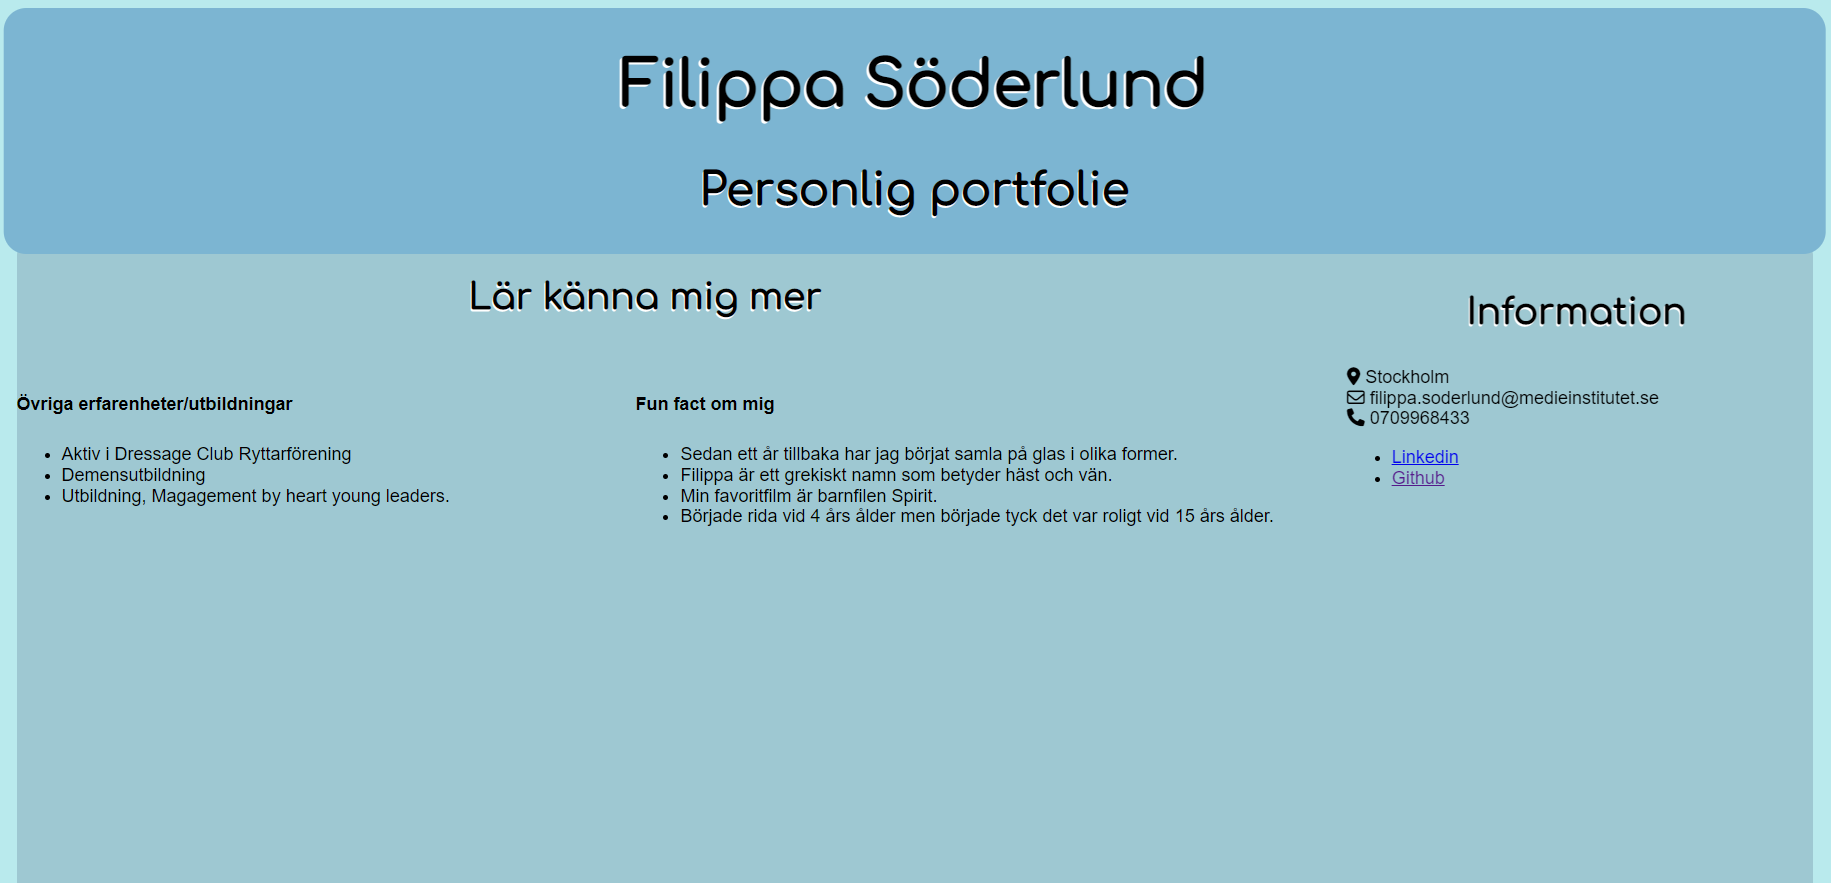 Filippa Söderlund
Personlig portfolie
Lär känna mig mer
Övriga erfarenheter/utbildningar
Aktiv i Dressage Club Ryttarförening
Demensutbildning
Utbildning, Magagement by heart young leaders.
Fun fact om mig
Sedan ett år tillbaka har jag börjat samla på glas i olika former.
Filippa är ett grekiskt namn som betyder häst och vän.
Min favoritfilm är barnfilen Spirit.
Började rida vid 4 års ålder men började tyck det var roligt vid 15 års ålder.
Information
Stockholm
filippa.soderlund@medieinstitutet.se
0709968433
Linkedin
Github